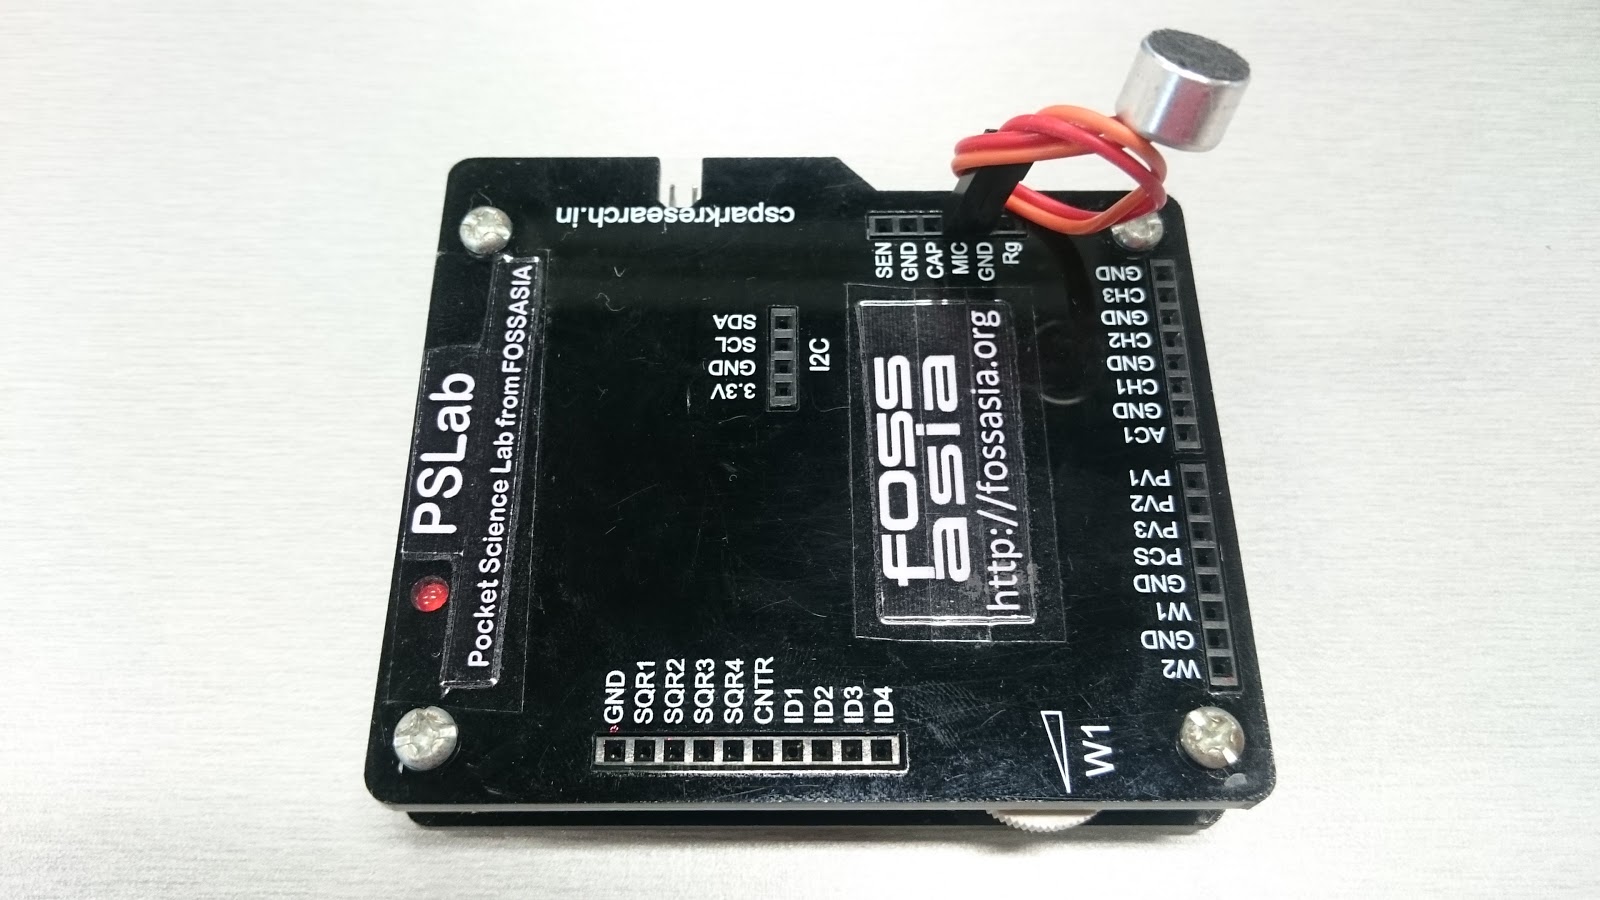 csparkresearch.in
SEN
GND
CAP
MIC
GND
Rg
PSLab
Pocket Science Lab from FOSSASIA
SDA
SCL
GND
3.3V
I2C
foss
asia
http://fossasia.org
GND
CH3
GND
CH2
GND
CH1
GND
AC1
PV1
PV2
PV3
PCS
GND
W1
GND
W2
GND
SQR1
SQR2
SQR3
SQR4
CNTR
ID1
ID2
ID3
ID4
W1